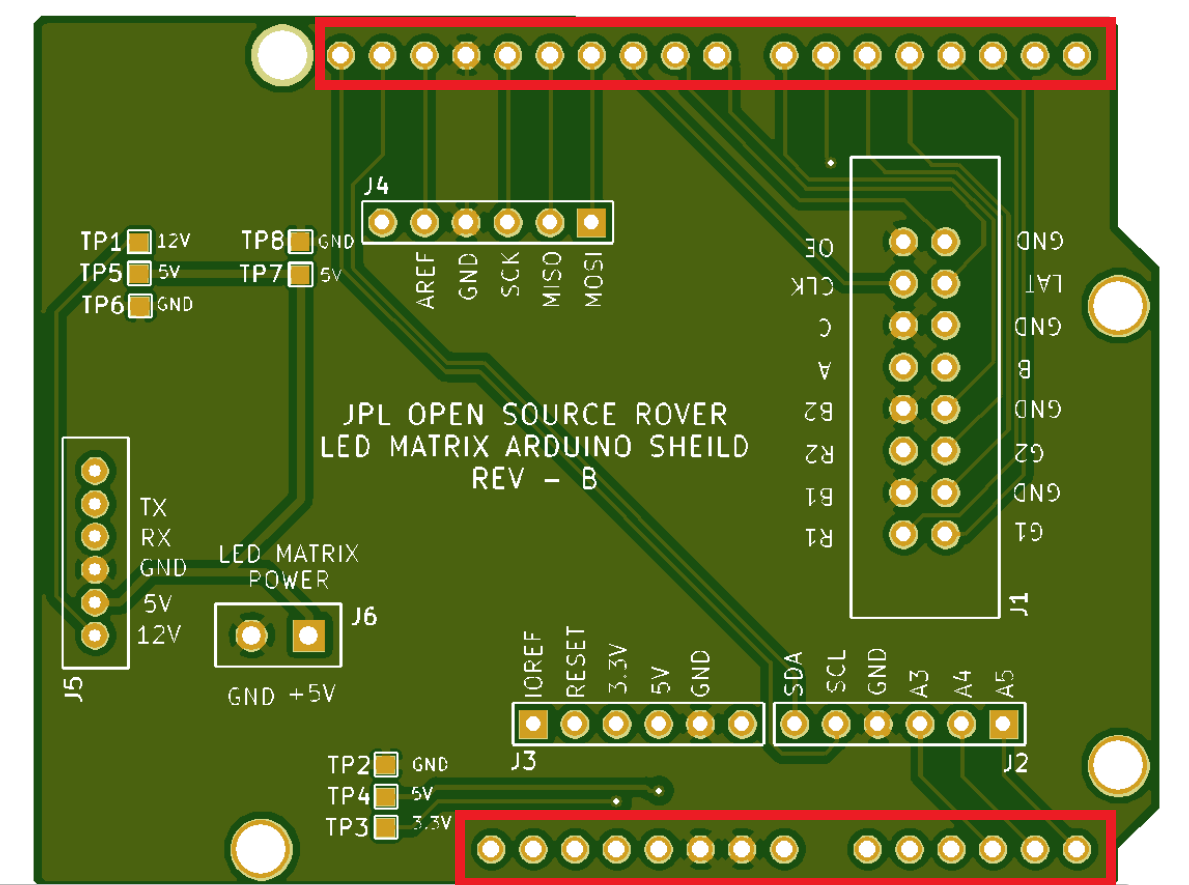 J4
TP1 12V
TP5 5V
TP6 GND
TP8 GND
TP7 5V
AREF
GND
SCK
MISO
MOSI
OE GND
CLK LAT
C GND
A B
B2 GND
R2 G2
B1 GND
R1 G1
J1
JPL OPEN SOURCE ROVER
LED MATRIX ARDUINO SHEILD
REV - B
TX
RX
GND
5V
12V
J5
LED MATRIX
POWER
J6
GND +5V
IOREF
RESET
3.3V
5V
GND
J3
SDA
SCL
GND
A3
A4
A5
J2
TP2 GND
TP4 5V
TP3 3.3V